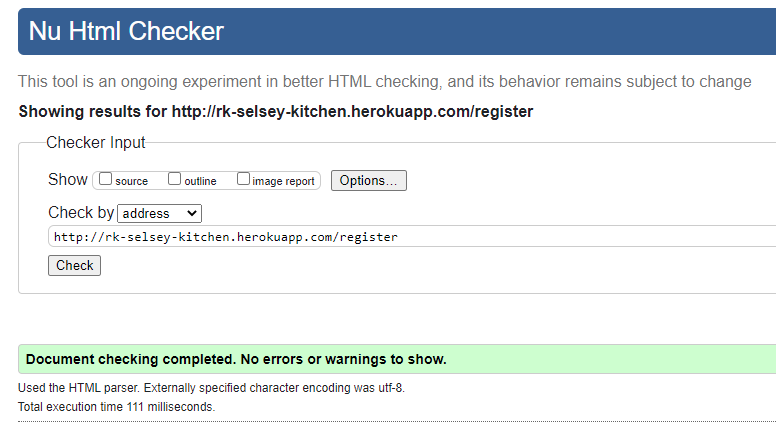 Nu Html Checker
This tool is an ongoing experiment in better HTML checking, and its behavior remains subject to change
Showing results for http://rk-selsey-kitchen.herokuapp.com/register
Checker Input
Show source outline image report Options...
Check by address
http://rk-selsey-kitchen.herokuapp.com/register
Check
Document checking completed. No errors or warnings to show.
Used the HTML parser. Externally specified character encoding was utf-8.
Total execution time 111 milliseconds.